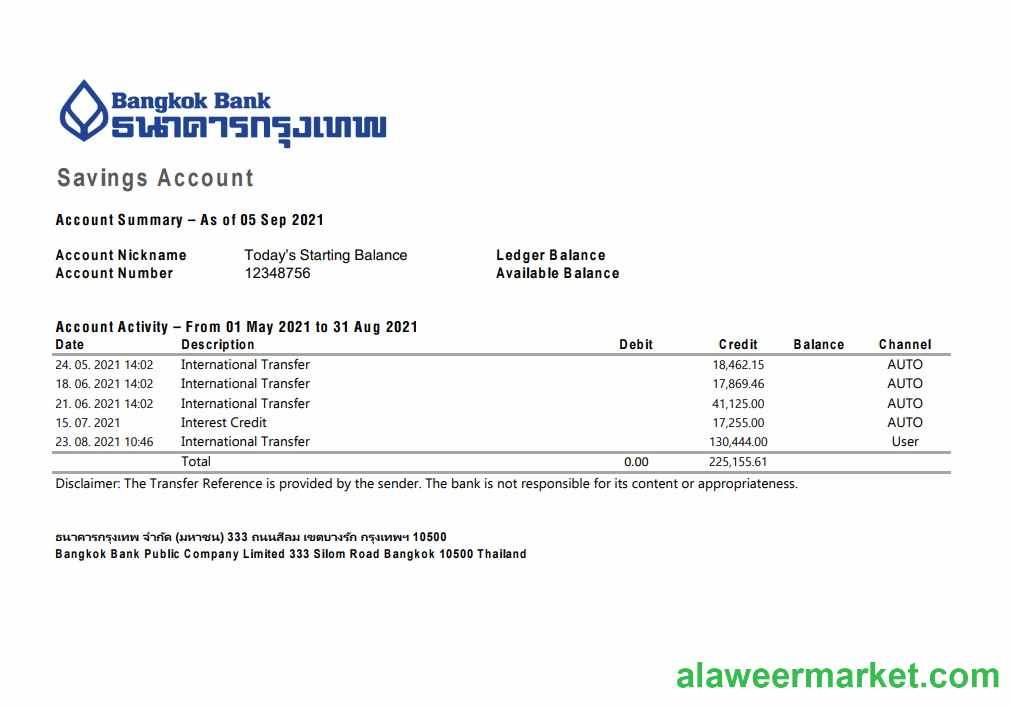 Bangkok Bank
ธนาคารกรุงเทพ
Savings Account
Account Summary – As of 05 Sep 2021
Account Nickname Today's Starting Balance Ledger Balance
Account Number 12348756 Available Balance
Account Activity – From 01 May 2021 to 31 Aug 2021
Date Description Debit Credit Balance Channel
24. 05. 2021 14:02 International Transfer 18,462.15 AUTO
18. 06. 2021 14:02 International Transfer 17,869.46 AUTO
21. 06. 2021 14:02 International Transfer 41,125.00 AUTO
15. 07. 2021 Interest Credit 17,255.00 AUTO
23. 08. 2021 10:46 International Transfer 130,444.00 User
Total 0.00 225,155.61
Disclaimer: The Transfer Reference is provided by the sender. The bank is not responsible for its content or appropriateness.
ธนาคารกรุงเทพ จำกัด (มหาชน) 333 ถนนสีลม เขตบางรัก กรุงเทพฯ 10500
Bangkok Bank Public Company Limited 333 Silom Road Bangkok 10500 Thailand
alaweermarket.com